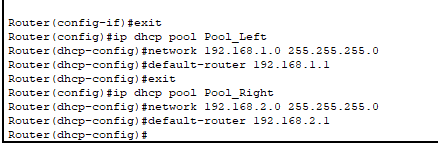 Router(config-if)#exit
Router(config)#ip dhcp pool Pool_Left
Router(dhcp-config)#network 192.168.1.0 255.255.255.0
Router(dhcp-config)#default-router 192.168.1.1
Router(dhcp-config)#exit
Router(config)#ip dhcp pool Pool_Right
Router(dhcp-config)#network 192.168.2.0 255.255.255.0
Router(dhcp-config)#default-router 192.168.2.1
Router(dhcp-config)#